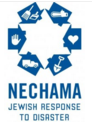 NECHAMA
JEWISH RESPONSE
TO DISASTER